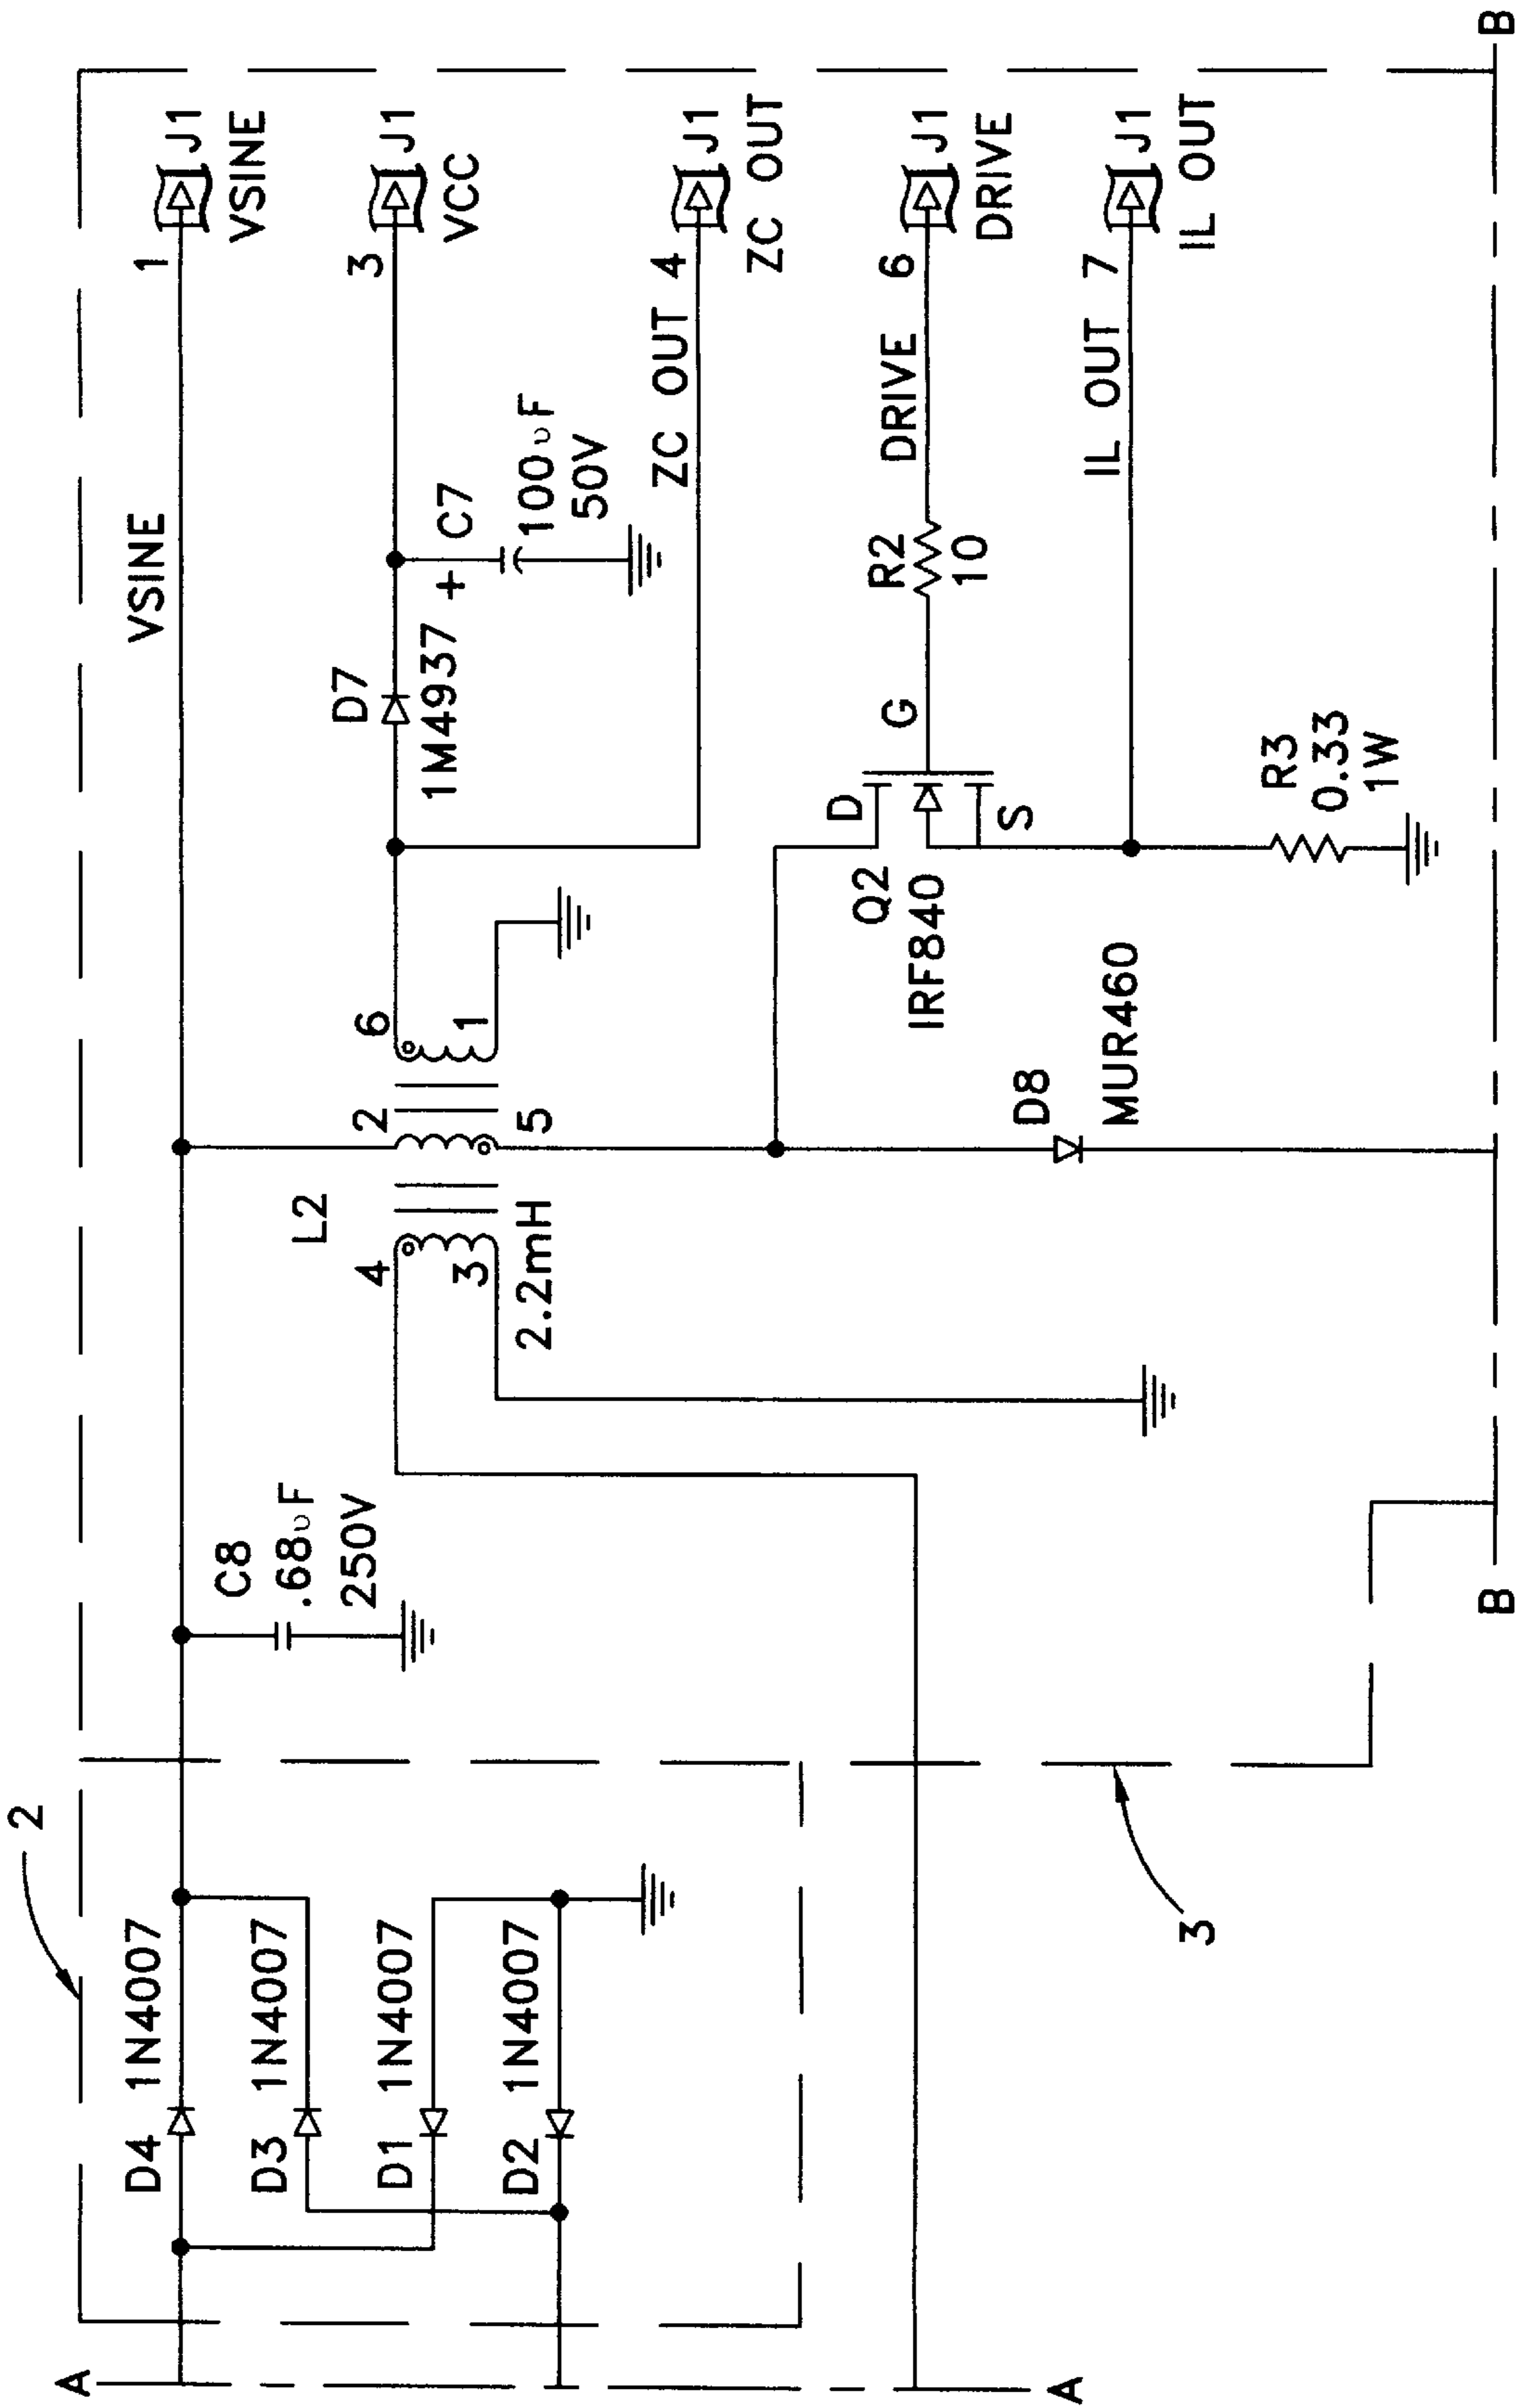 A
2
D4 1N4007
D3 1N4007
D1 1N4007
D2 1N4007
A
3
C8
.68υF
250V
L2
4
3
2.2mH
2
5
6
1
VSINE
1
J1
VSINE
D7
1M4937
+
C7
100υF
50V
3
J1
VCC
ZC OUT
4
J1
ZC OUT
D8
MUR460
Q2
IRF840
D
G
S
R2
10
DRIVE
6
J1
DRIVE
IL OUT
7
J1
IL OUT
R3
0.33
1W
B
B